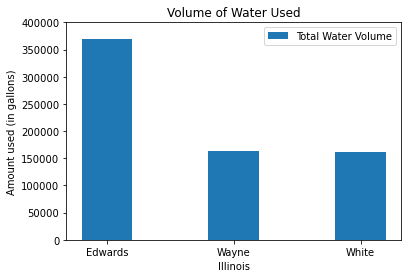 Volume of Water Used
Total Water Volume
Amount used (in gallons)
400000
350000
300000
250000
200000
150000
100000
50000
0
Edwards Wayne White
Illinois